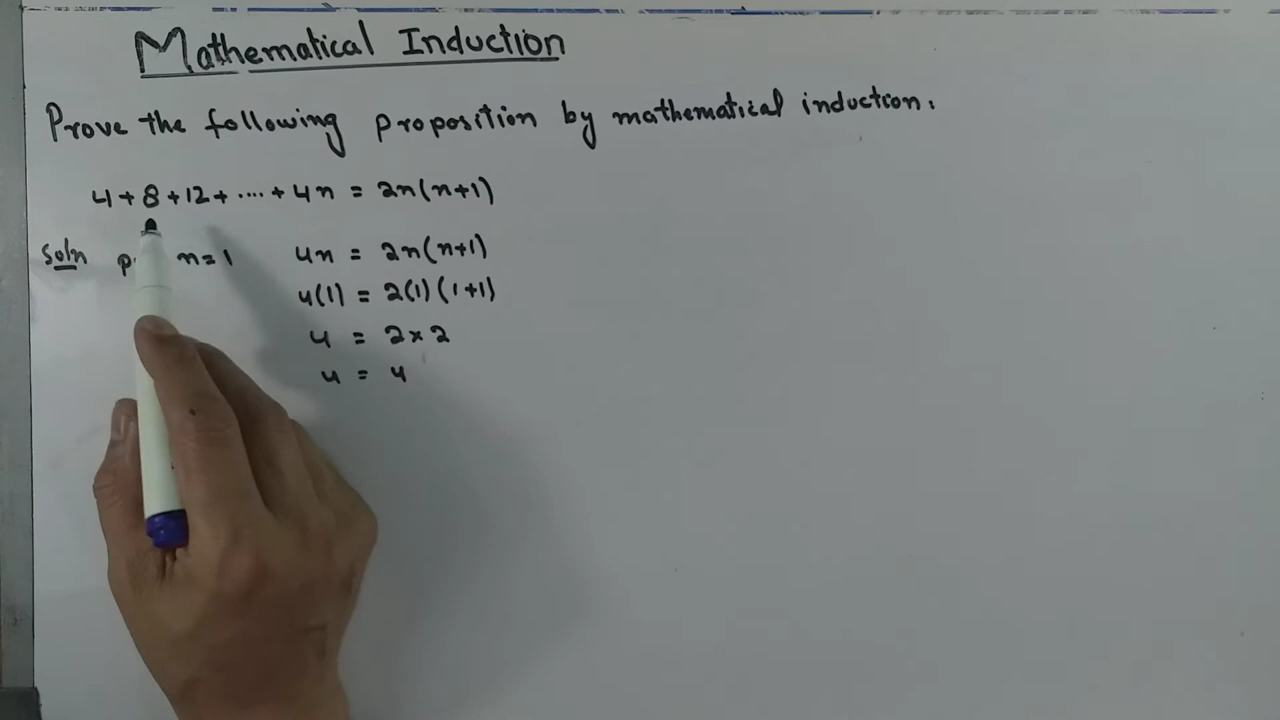 Mathematical Induction
Prove the following proposition by mathematical induction.
4 + 8 + 12 + .... + 4n = 2n(n+1)
Soln n=1 4n = 2n(n+1)
4(1) = 2(1)(1+1)
4 = 2×2
4 = 4